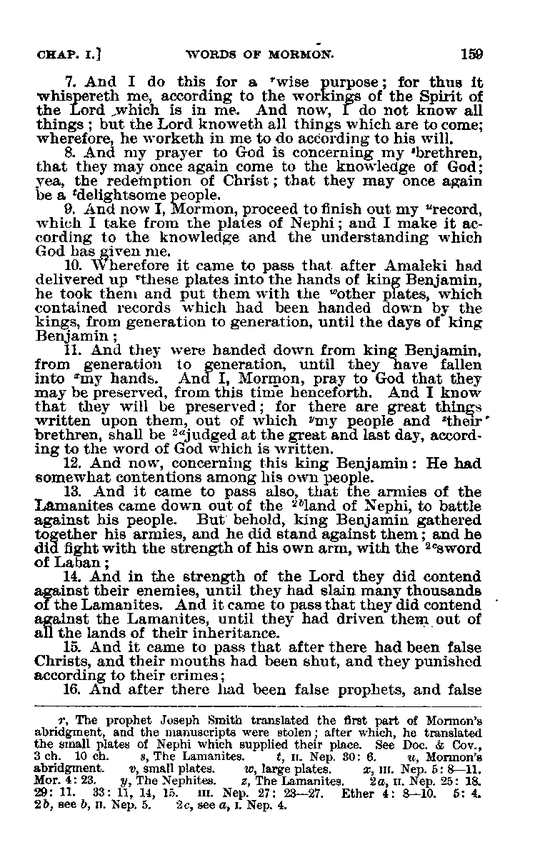 CHAP. I.] WORDS OF MORMON. 159
7. And I do this for a ʳwise purpose; for thus it
whispereth me, according to the workings of the Spirit of
the Lord which is in me. And now, I do not know all
things; but the Lord knoweth all things which are to come;
wherefore, he worketh in me to do according to his will.
8. And my prayer to God is concerning my ˢbrethren,
that they may once again come to the knowledge of God;
yea, the redemption of Christ; that they may once again
be a ᵗdelightsome people.
9. And now I, Mormon, proceed to finish out my ᵘrecord,
which I take from the plates of Nephi; and I make it ac-
cording to the knowledge and the understanding which
God has given me.
10. Wherefore it came to pass that after Amaleki had
delivered up ᵛthese plates into the hands of king Benjamin,
he took them and put them with the ʷother plates, which
contained records which had been handed down by the
kings, from generation to generation, until the days of king
Benjamin;
11. And they were handed down from king Benjamin,
from generation to generation, until they have fallen
into ˣmy hands. And I, Mormon, pray to God that they
may be preserved, from this time henceforth. And I know
that they will be preserved; for there are great things
written upon them, out of which ʸmy people and ᶻtheir
brethren, shall be ²ᵃjudged at the great and last day, accord-
ing to the word of God which is written.
12. And now, concerning this king Benjamin: He had
somewhat contentions among his own people.
13. And it came to pass also, that the armies of the
Lamanites came down out of the ²ᵇland of Nephi, to battle
against his people. But behold, king Benjamin gathered
together his armies, and he did stand against them; and he
did fight with the strength of his own arm, with the ²ᶜsword
of Laban;
14. And in the strength of the Lord they did contend
against their enemies, until they had slain many thousands
of the Lamanites. And it came to pass that they did contend
against the Lamanites, until they had driven them out of
all the lands of their inheritance.
15. And it came to pass that after there had been false
Christs, and their mouths had been shut, and they punished
according to their crimes;
16. And after there had been false prophets, and false
r, The prophet Joseph Smith translated the first part of Mormon's
abridgment, and the manuscripts were stolen; after which, he translated
the small plates of Nephi which supplied their place. See Doc. & Cov.,
3 ch. 10 ch. s, The Lamanites. t, II. Nep. 30: 6. u, Mormon's
abridgment. v, small plates. w, large plates. x, III. Nep. 5: 8—11.
Mor. 4: 23. y, The Nephites. z, The Lamanites. 2a, II. Nep. 25: 18.
29: 11. 33: 11, 14, 15. III. Nep. 27: 23—27. Ether 4: 8—10. 5: 4.
2b, see b, II. Nep. 5. 2c, see a, I. Nep. 4.